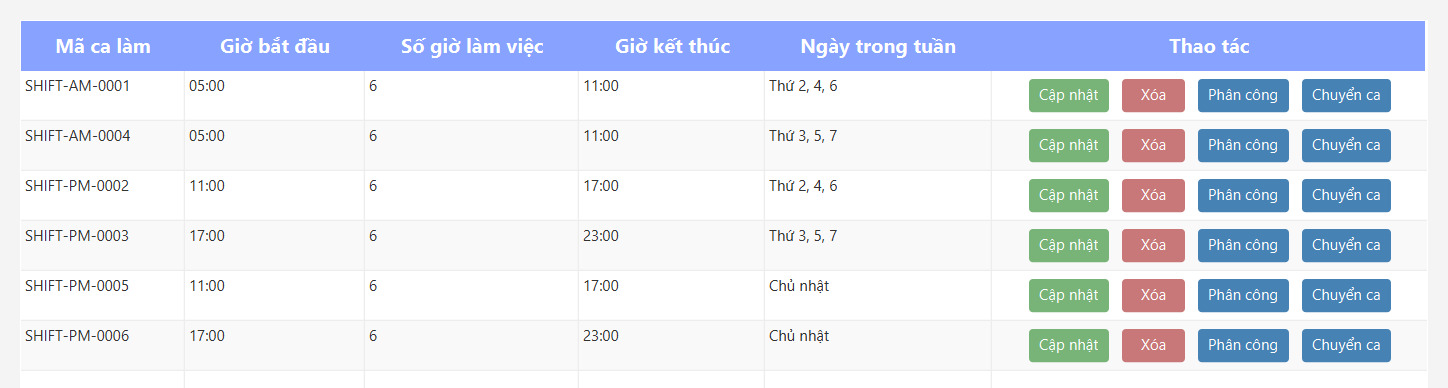 Mã ca làm Giờ bắt đầu Số giờ làm việc Giờ kết thúc Ngày trong tuần Thao tác
SHIFT-AM-0001 05:00 6 11:00 Thứ 2, 4, 6 Cập nhật Xóa Phân công Chuyển ca
SHIFT-AM-0004 05:00 6 11:00 Thứ 3, 5, 7 Cập nhật Xóa Phân công Chuyển ca
SHIFT-PM-0002 11:00 6 17:00 Thứ 2, 4, 6 Cập nhật Xóa Phân công Chuyển ca
SHIFT-PM-0003 17:00 6 23:00 Thứ 3, 5, 7 Cập nhật Xóa Phân công Chuyển ca
SHIFT-PM-0005 11:00 6 17:00 Chủ nhật Cập nhật Xóa Phân công Chuyển ca
SHIFT-PM-0006 17:00 6 23:00 Chủ nhật Cập nhật Xóa Phân công Chuyển ca